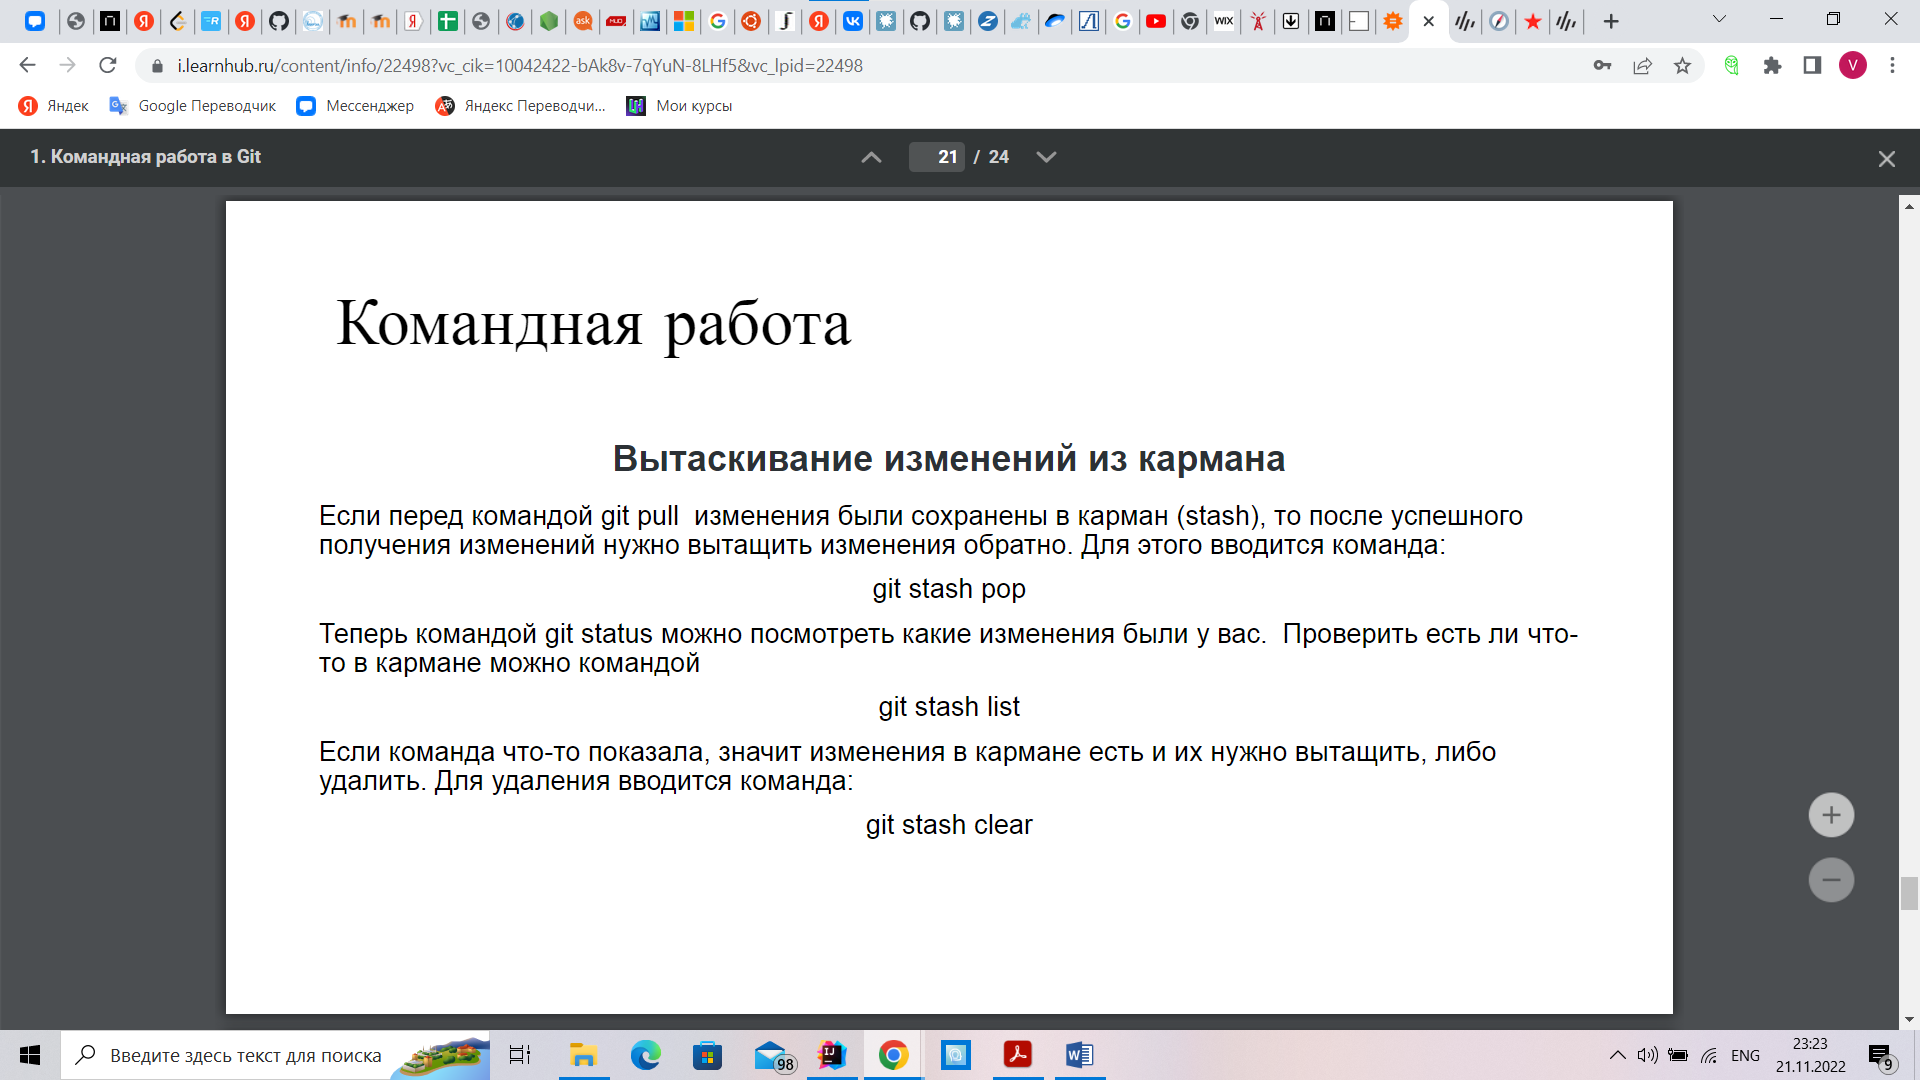 i.learnhub.ru/content/info/22498?vc_cik=10042422-bAk8v-7qYuN-8LHf5&vc_lpid=22498
V
Яндек
Google Переводчик
Мессенджер
Яндекс Переводчи...
Мои курсы
1. Командная работа в Git
21 / 24
Командная работа
Вытаскивание изменений из кармана
Если перед командой git pull изменения были сохранены в карман (stash), то после успешного
получения изменений нужно вытащить изменения обратно. Для этого вводится команда:
git stash pop
Теперь командой git status можно посмотреть какие изменения были у вас. Проверить есть ли что-
то в кармане можно командой
git stash list
Если команда что-то показала, значит изменения в кармане есть и их нужно вытащить, либо
удалить. Для удаления вводится команда:
git stash clear
Введите здесь текст для поиска
98
ENG
23:23
21.11.2022
9